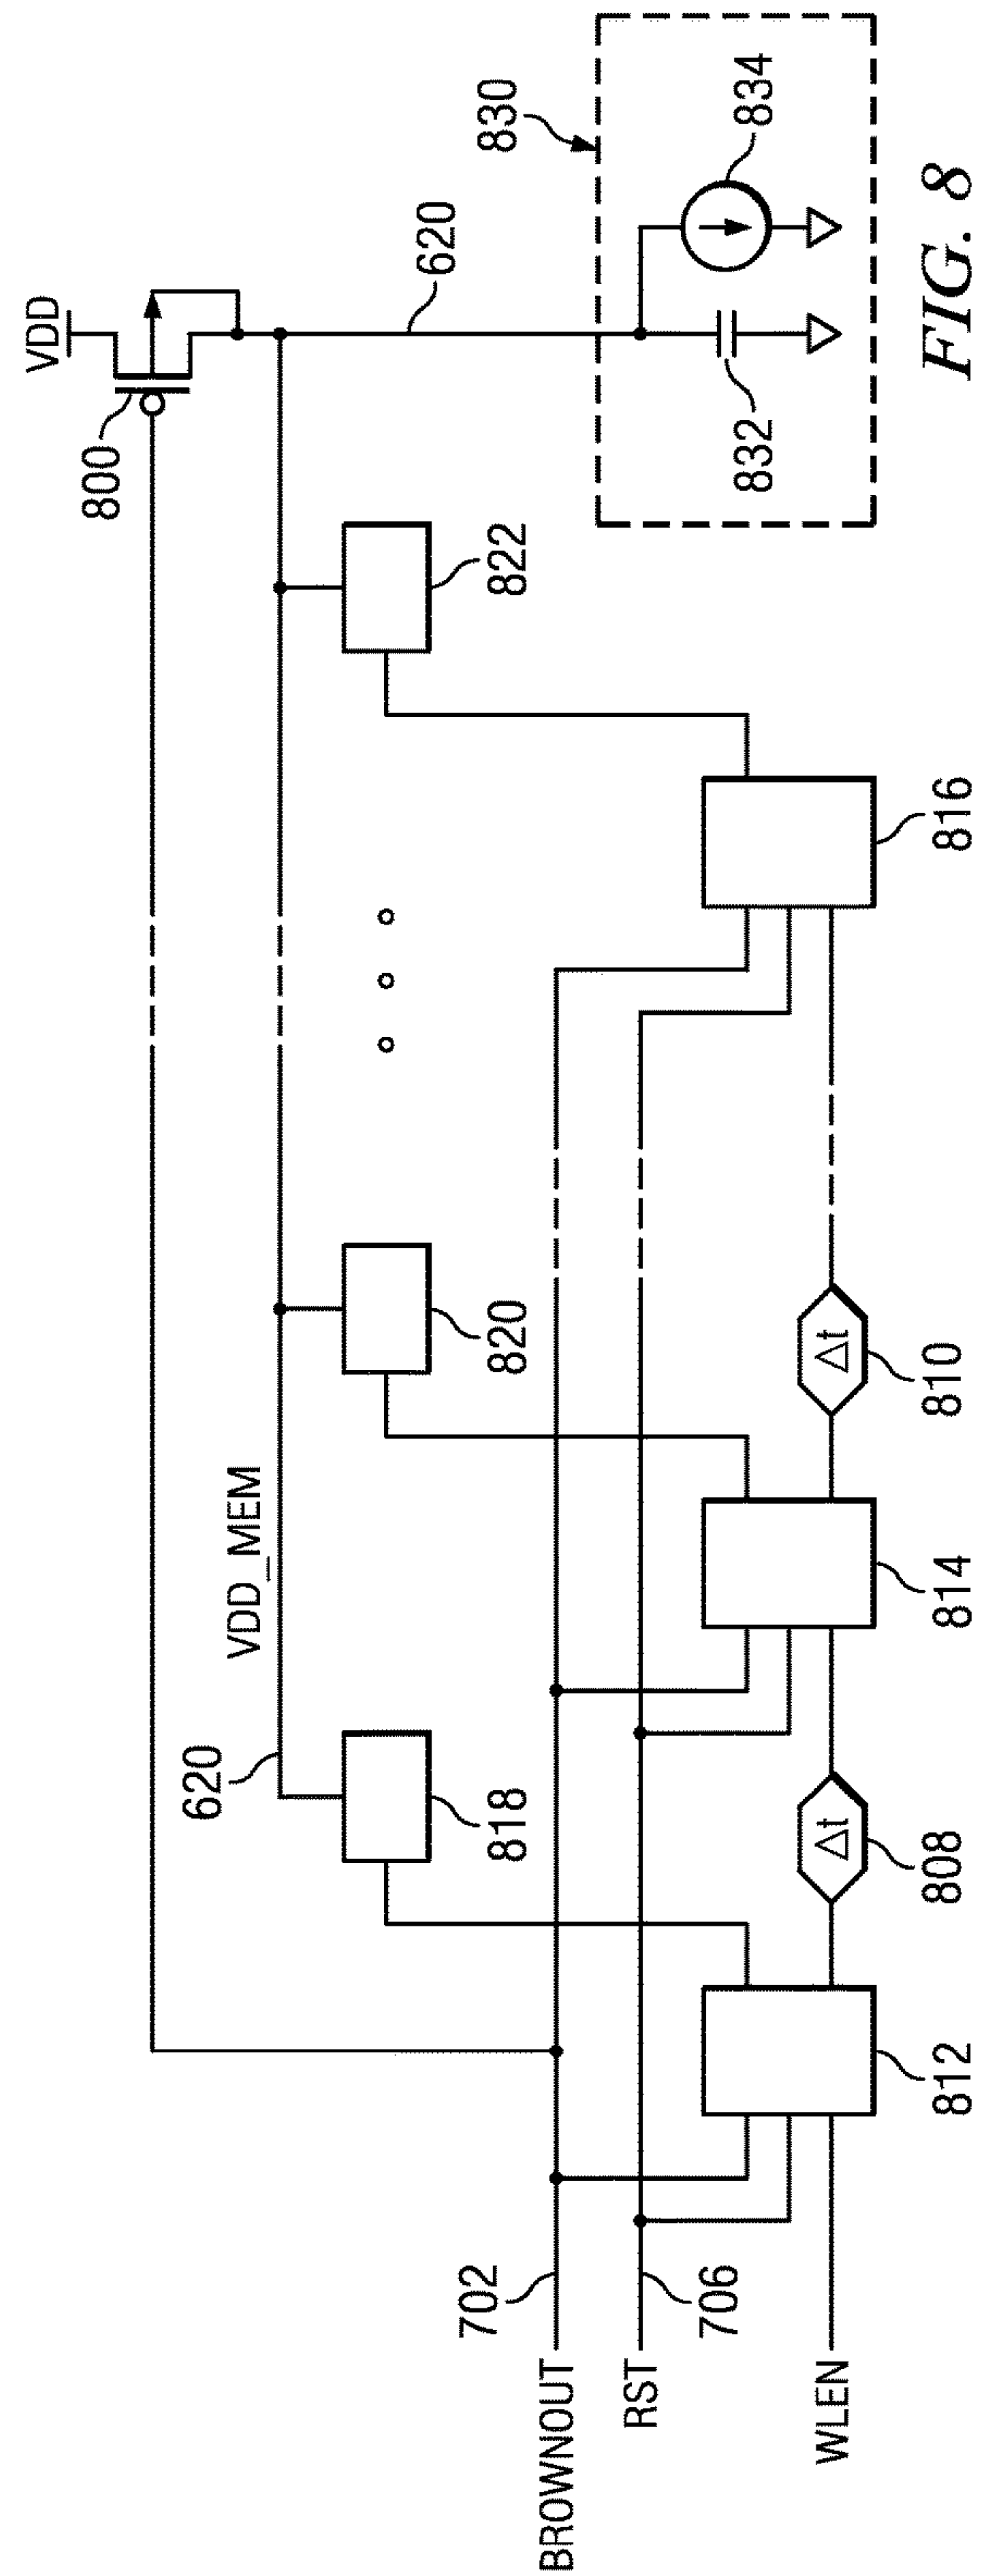 VDD
800
830
834
620
832
822
816
VDD_MEM
620
820
818
Δt
810
814
Δt
808
812
702
706
BROWNOUT
RST
WLEN
FIG. 8